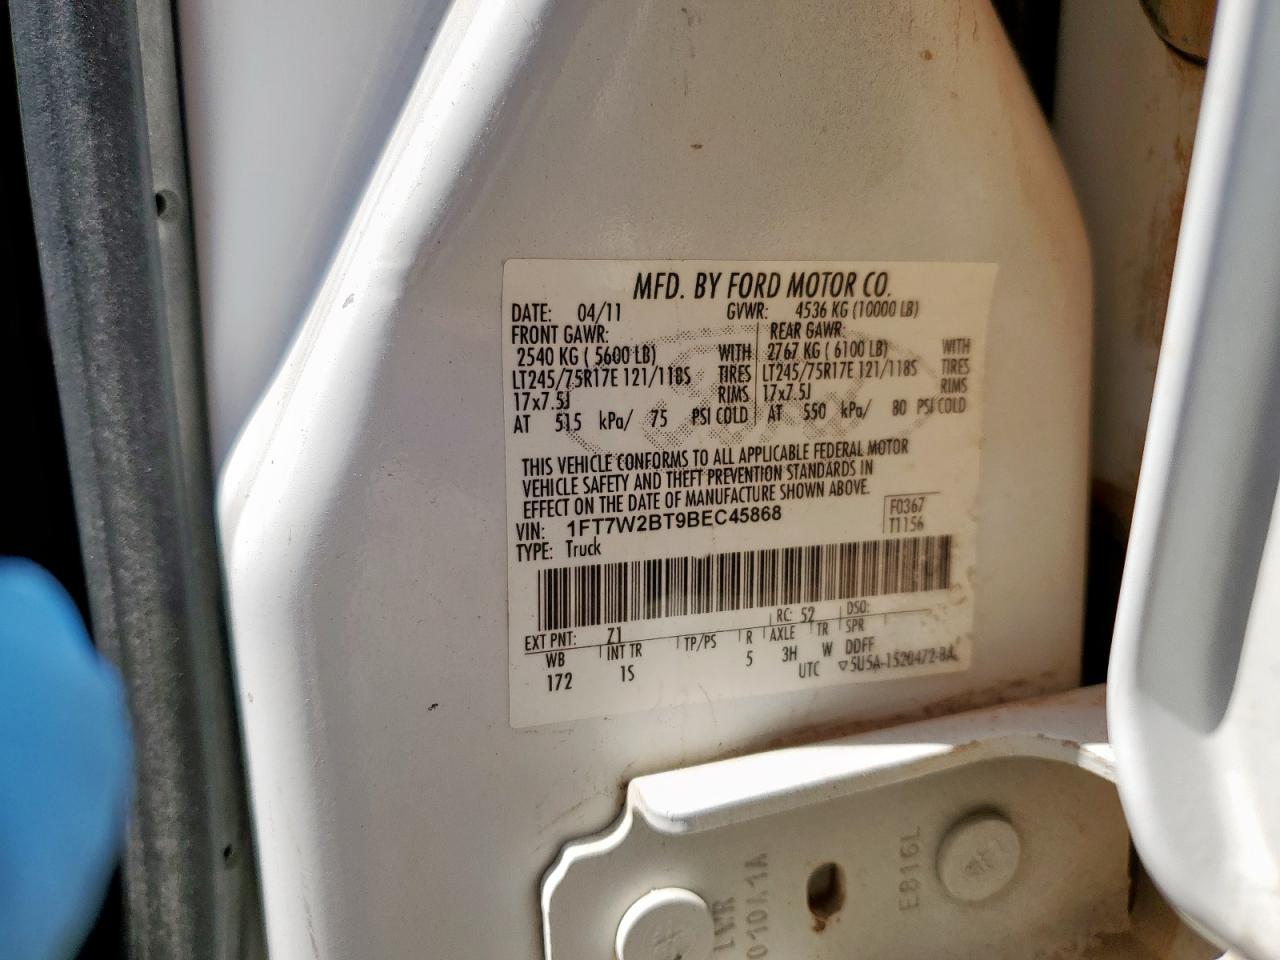 MFD. BY FORD MOTOR CO.
DATE: 04/11 GVWR: 4536 KG (10000 LB)
FRONT GAWR: REAR GAWR:
2540 KG ( 5600 LB) WITH 2767 KG ( 6100 LB) WITH
LT245/75R17E 121/118S TIRES LT245/75R17E 121/118S TIRES
17x7.5J RIMS 17x7.5J RIMS
AT 515 kPa/ 75 PSI COLD AT 550 kPa/ 80 PSI COLD
THIS VEHICLE CONFORMS TO ALL APPLICABLE FEDERAL MOTOR
VEHICLE SAFETY AND THEFT PREVENTION STANDARDS IN
EFFECT ON THE DATE OF MANUFACTURE SHOWN ABOVE.
VIN: 1FT7W2BT9BEC45868 F0367
TYPE: Truck T1156
EXT PNT: Z1 RC: 52 DSO:
WB INT TR TP/PS R AXLE TR SPR
172 1S 5 3H W DDFF
UTC ▽5U5A-1520472-BA
E816L